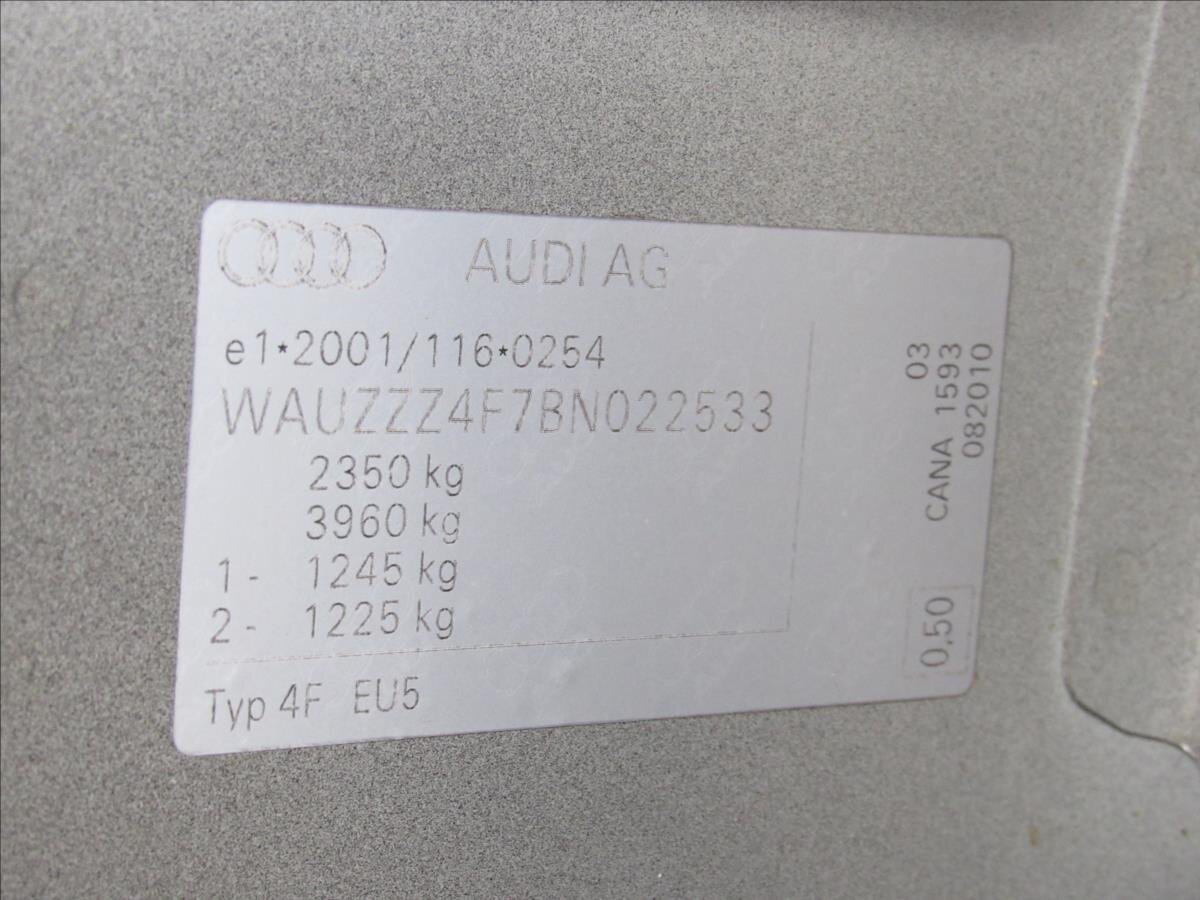 AUDI AG
e1*2001/116*0254
WAUZZZ4F7BN022533
2350 kg
3960 kg
1- 1245 kg
2- 1225 kg
Typ 4F EU5
03
CANA 1593
082010
0,50